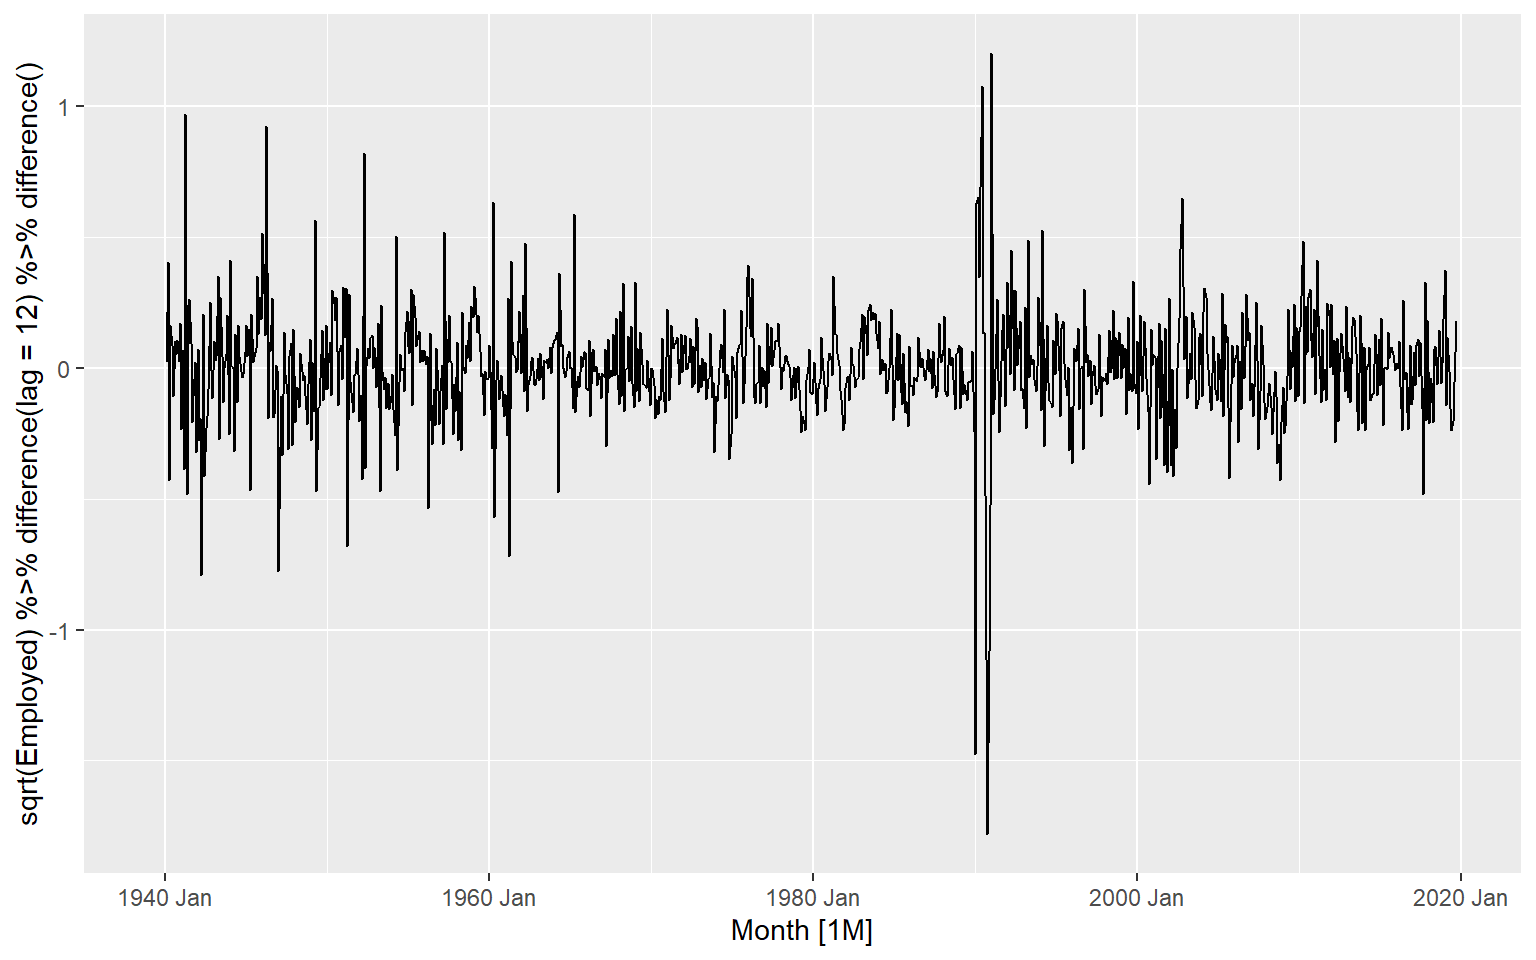 sqrt(Employed) %>% difference(lag = 12) %>% difference()
1
0
-1
1940 Jan
1960 Jan
1980 Jan
2000 Jan
2020 Jan
Month [1M]